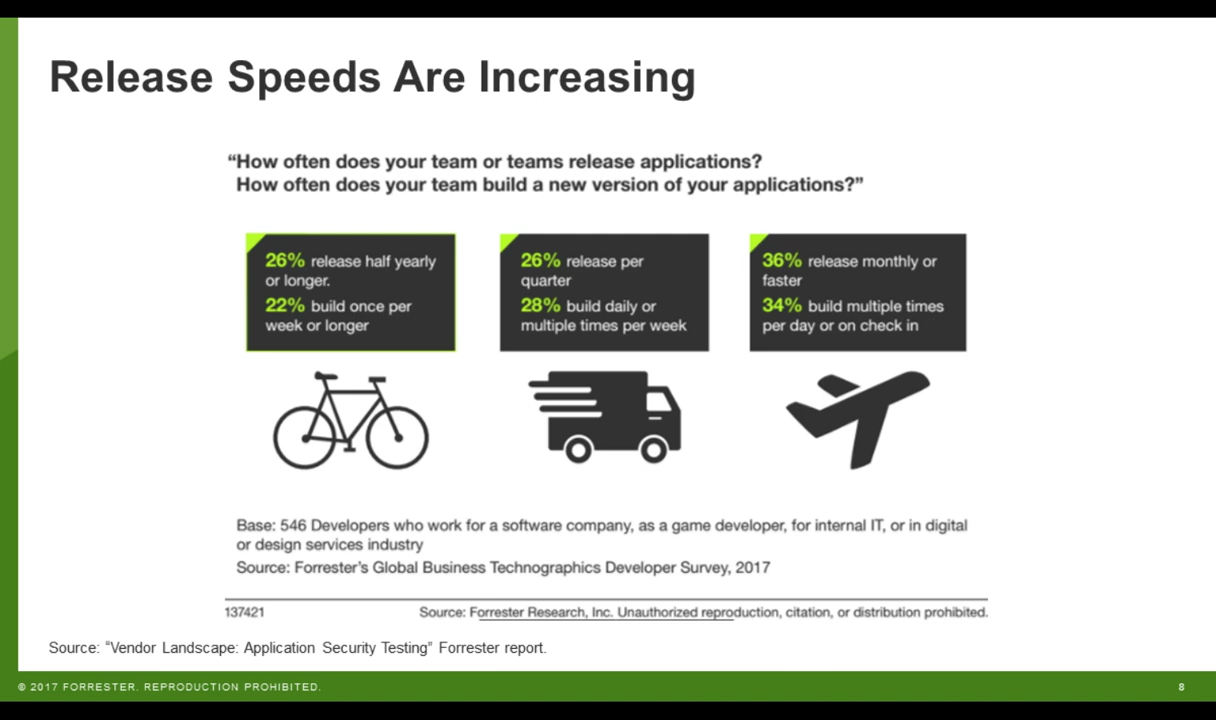 Release Speeds Are Increasing
“How often does your team or teams release applications?
How often does your team build a new version of your applications?”
26% release half yearly
or longer.
22% build once per
week or longer
26% release per
quarter
28% build daily or
multiple times per week
36% release monthly or
faster
34% build multiple times
per day or on check in
Base: 546 Developers who work for a software company, as a game developer, for internal IT, or in digital
or design services industry
Source: Forrester’s Global Business Technographics Developer Survey, 2017
137421 Source: Forrester Research, Inc. Unauthorized reproduction, citation, or distribution prohibited.
Source: “Vendor Landscape: Application Security Testing” Forrester report.
© 2017 FORRESTER. REPRODUCTION PROHIBITED. 8